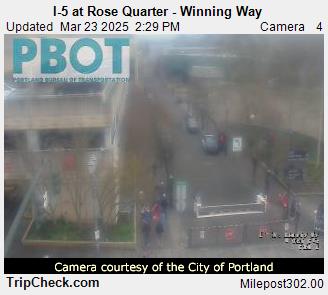 I-5 at Rose Quarter - Winning Way
Updated Mar 23 2025 2:29 PM Camera 4
PBOT
PORTLAND BUREAU OF TRANSPORTATION
Camera courtesy of the City of Portland
TripCheck.com Milepost302.00